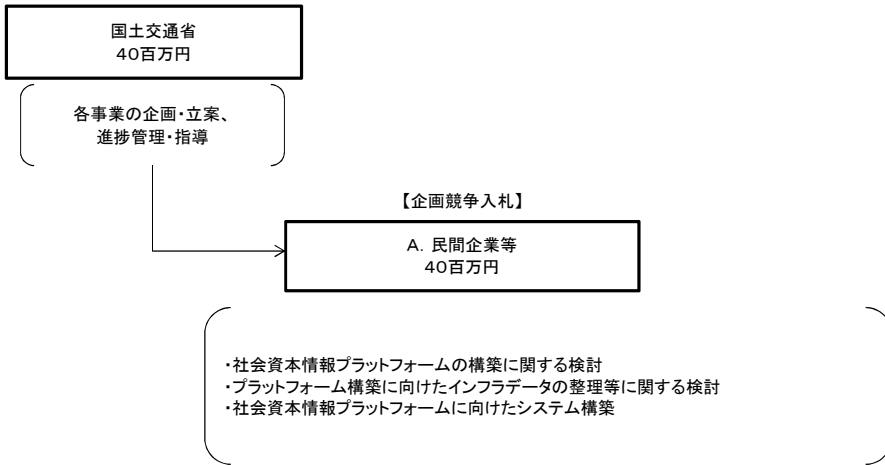 国土交通省
40百万円
各事業の企画・立案、
進捗管理・指導
【企画競争入札】
A．民間企業等
40百万円
・社会資本情報プラットフォームの構築に関する検討
・プラットフォーム構築に向けたインフラデータの整理等に関する検討
・社会資本情報プラットフォームに向けたシステム構築